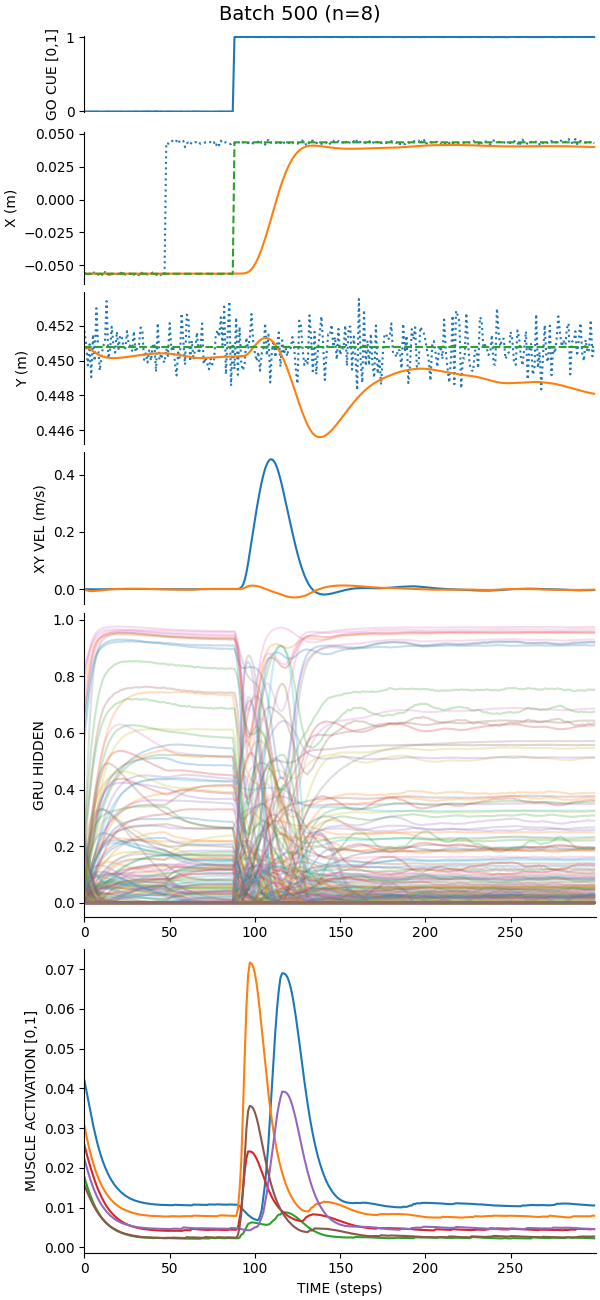 Batch 500 (n=8)
GO CUE [0,1]
1
0
X (m)
0.050
0.025
0.000
−0.025
−0.050
Y (m)
0.452
0.450
0.448
0.446
XY VEL (m/s)
0.4
0.2
0.0
GRU HIDDEN
1.0
0.8
0.6
0.4
0.2
0.0
0 50 100 150 200 250
MUSCLE ACTIVATION [0,1]
0.07
0.06
0.05
0.04
0.03
0.02
0.01
0.00
0 50 100 150 200 250
TIME (steps)